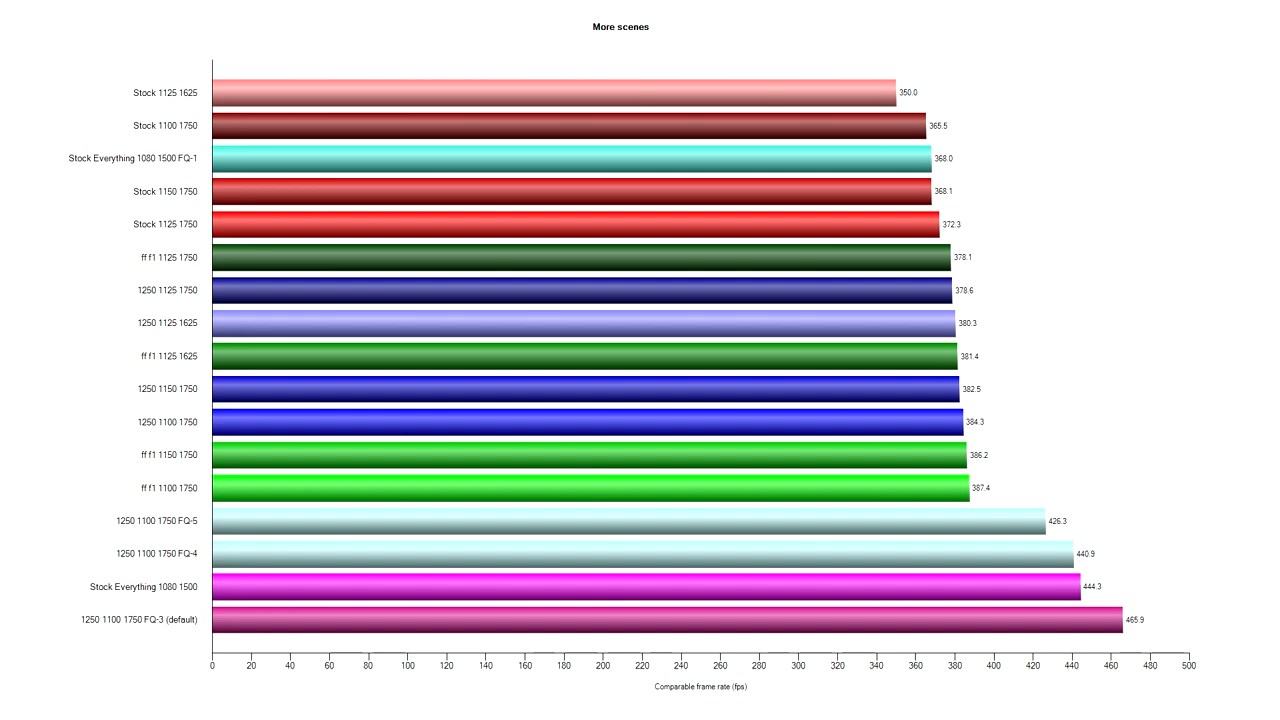 More scenes
Stock 1125 1625 350.0
Stock 1100 1750 365.5
Stock Everything 1080 1500 FQ-1 368.0
Stock 1150 1750 368.1
Stock 1125 1750 372.3
ff f1 1125 1750 378.1
1250 1125 1750 378.6
1250 1125 1625 380.3
ff f1 1125 1625 381.4
1250 1150 1750 382.5
1250 1100 1750 384.3
ff f1 1150 1750 386.2
ff f1 1100 1750 387.4
1250 1100 1750 FQ-5 426.3
1250 1100 1750 FQ-4 440.9
Stock Everything 1080 1500 444.3
1250 1100 1750 FQ-3 (default) 465.9
0 20 40 60 80 100 120 140 160 180 200 220 240 260 280 300 320 340 360 380 400 420 440 460 480 500
Comparable frame rate (fps)